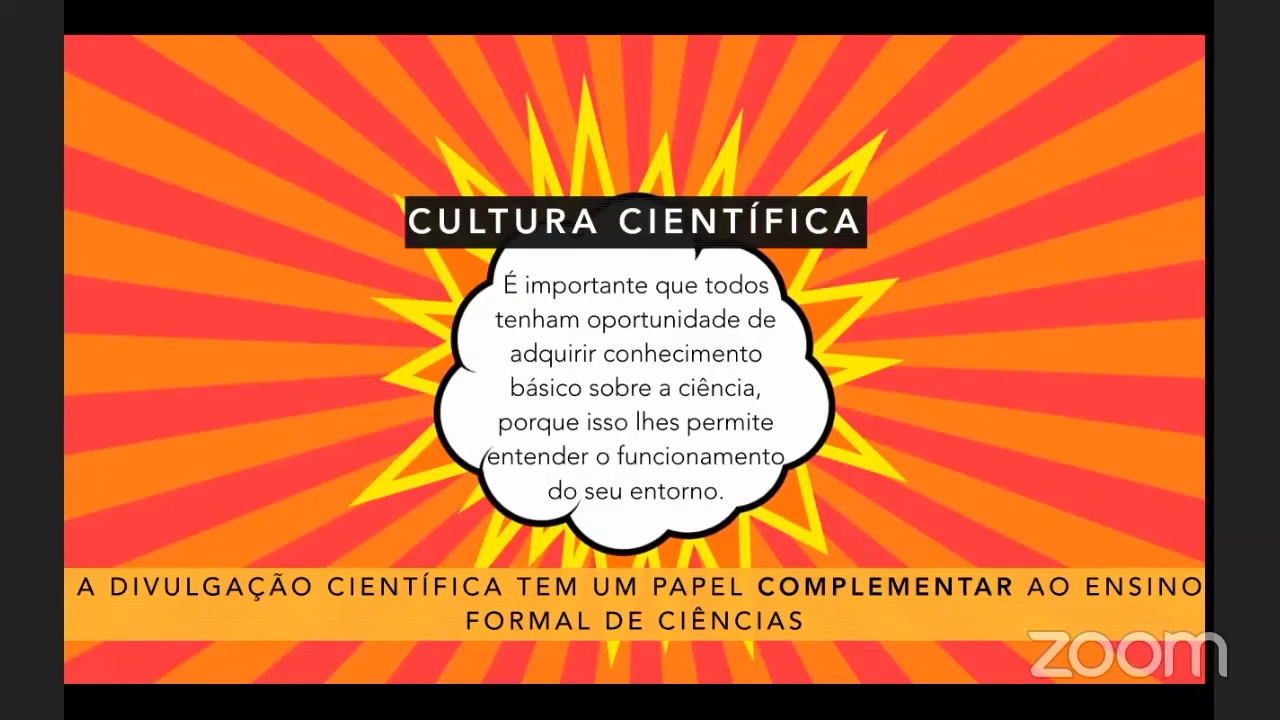 CULTURA CIENTÍFICA
É importante que todos
tenham oportunidade de
adquirir conhecimento
básico sobre a ciência,
porque isso lhes permite
entender o funcionamento
do seu entorno.
A DIVULGAÇÃO CIENTÍFICA TEM UM PAPEL COMPLEMENTAR AO ENSINO
FORMAL DE CIÊNCIAS
zoom